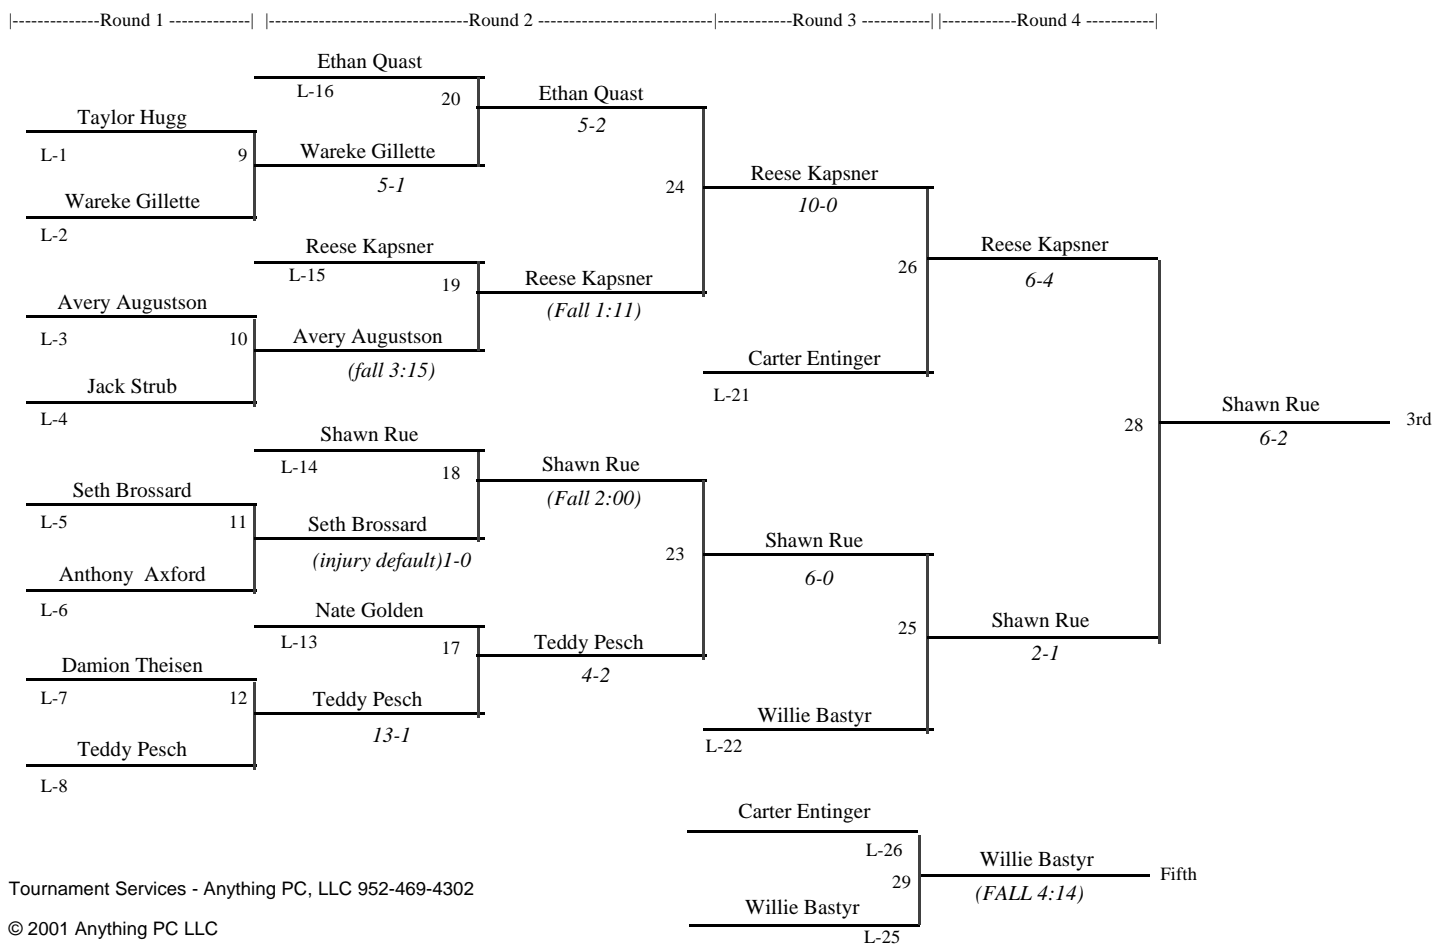 |--------------Round 1 -------------| |--------------------------------Round 2 ----------------------------|------------Round 3 -----------| |------------Round 4 -----------|
Ethan Quast
L-16
20
Ethan Quast
5-2
Taylor Hugg
L-1
9
Wareke Gillette
5-1
Wareke Gillette
L-2
24
Reese Kapsner
10-0
Reese Kapsner
L-15
19
Reese Kapsner
(Fall 1:11)
26
Reese Kapsner
6-4
Avery Augustson
L-3
10
Avery Augustson
(fall 3:15)
Jack Strub
L-4
Carter Entinger
L-21
Shawn Rue
L-14
18
Shawn Rue
(Fall 2:00)
28
Shawn Rue
6-2
3rd
Seth Brossard
L-5
11
Seth Brossard
(injury default)1-0
Anthony  Axford
L-6
23
Shawn Rue
6-0
Nate Golden
L-13
17
Teddy Pesch
4-2
25
Shawn Rue
2-1
Damion Theisen
L-7
12
Teddy Pesch
13-1
Teddy Pesch
L-8
Willie Bastyr
L-22
Carter Entinger
L-26
29
Willie Bastyr
(FALL 4:14)
Fifth
Willie Bastyr
L-25
Tournament Services - Anything PC, LLC 952-469-4302
© 2001 Anything PC LLC